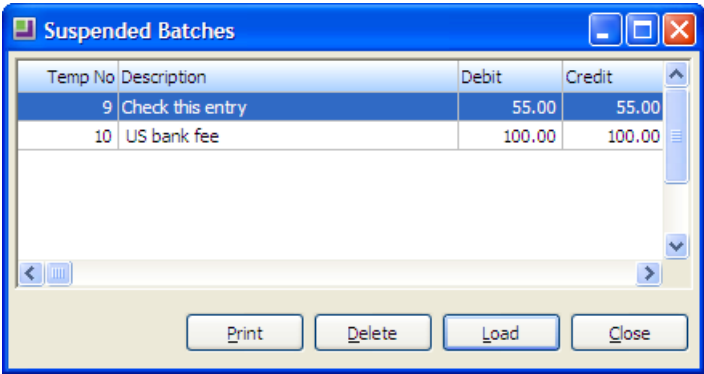 Suspended Batches
Temp No Description Debit Credit
9 Check this entry 55.00 55.00
10 US bank fee 100.00 100.00
Print Delete Load Close